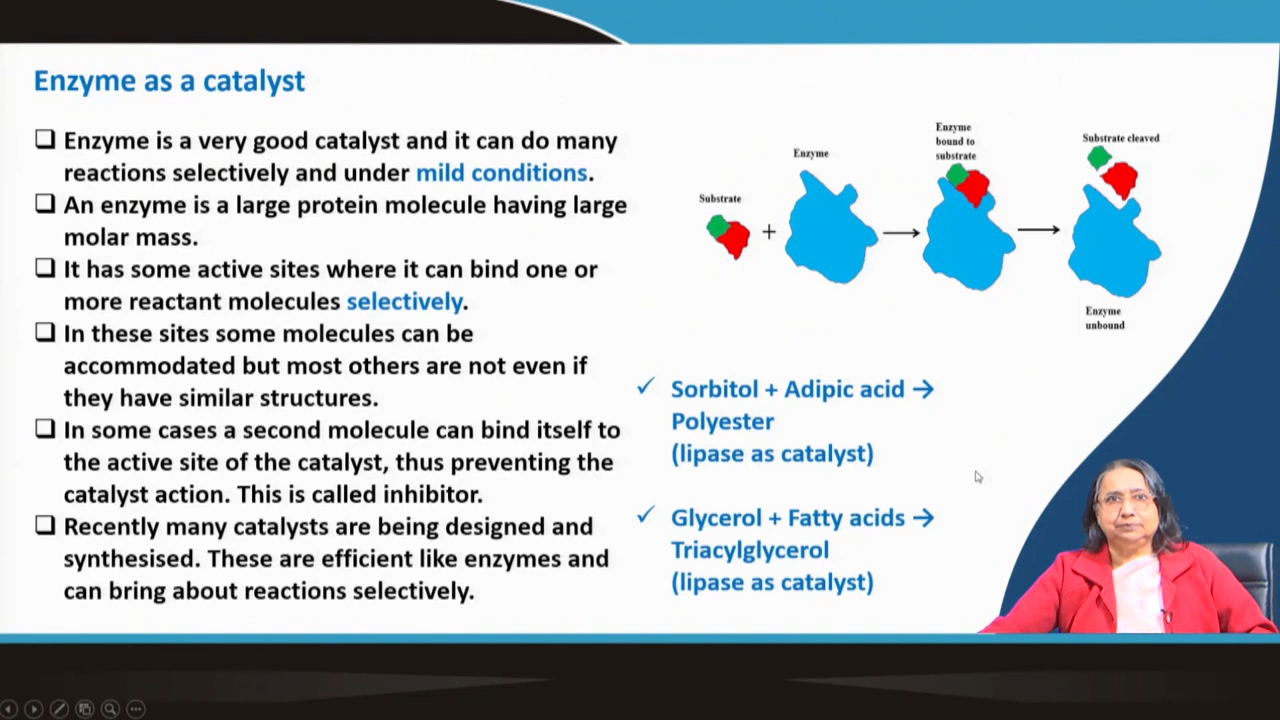 Enzyme as a catalyst
Enzyme is a very good catalyst and it can do many
reactions selectively and under mild conditions.
An enzyme is a large protein molecule having large
molar mass.
It has some active sites where it can bind one or
more reactant molecules selectively.
In these sites some molecules can be
accommodated but most others are not even if
they have similar structures.
In some cases a second molecule can bind itself to
the active site of the catalyst, thus preventing the
catalyst action. This is called inhibitor.
Recently many catalysts are being designed and
synthesised. These are efficient like enzymes and
can bring about reactions selectively.
Substrate
+
Enzyme
Enzyme
bound to
substrate
Substrate cleaved
Enzyme
unbound
✓ Sorbitol + Adipic acid →
Polyester
(lipase as catalyst)
✓ Glycerol + Fatty acids →
Triacylglycerol
(lipase as catalyst)